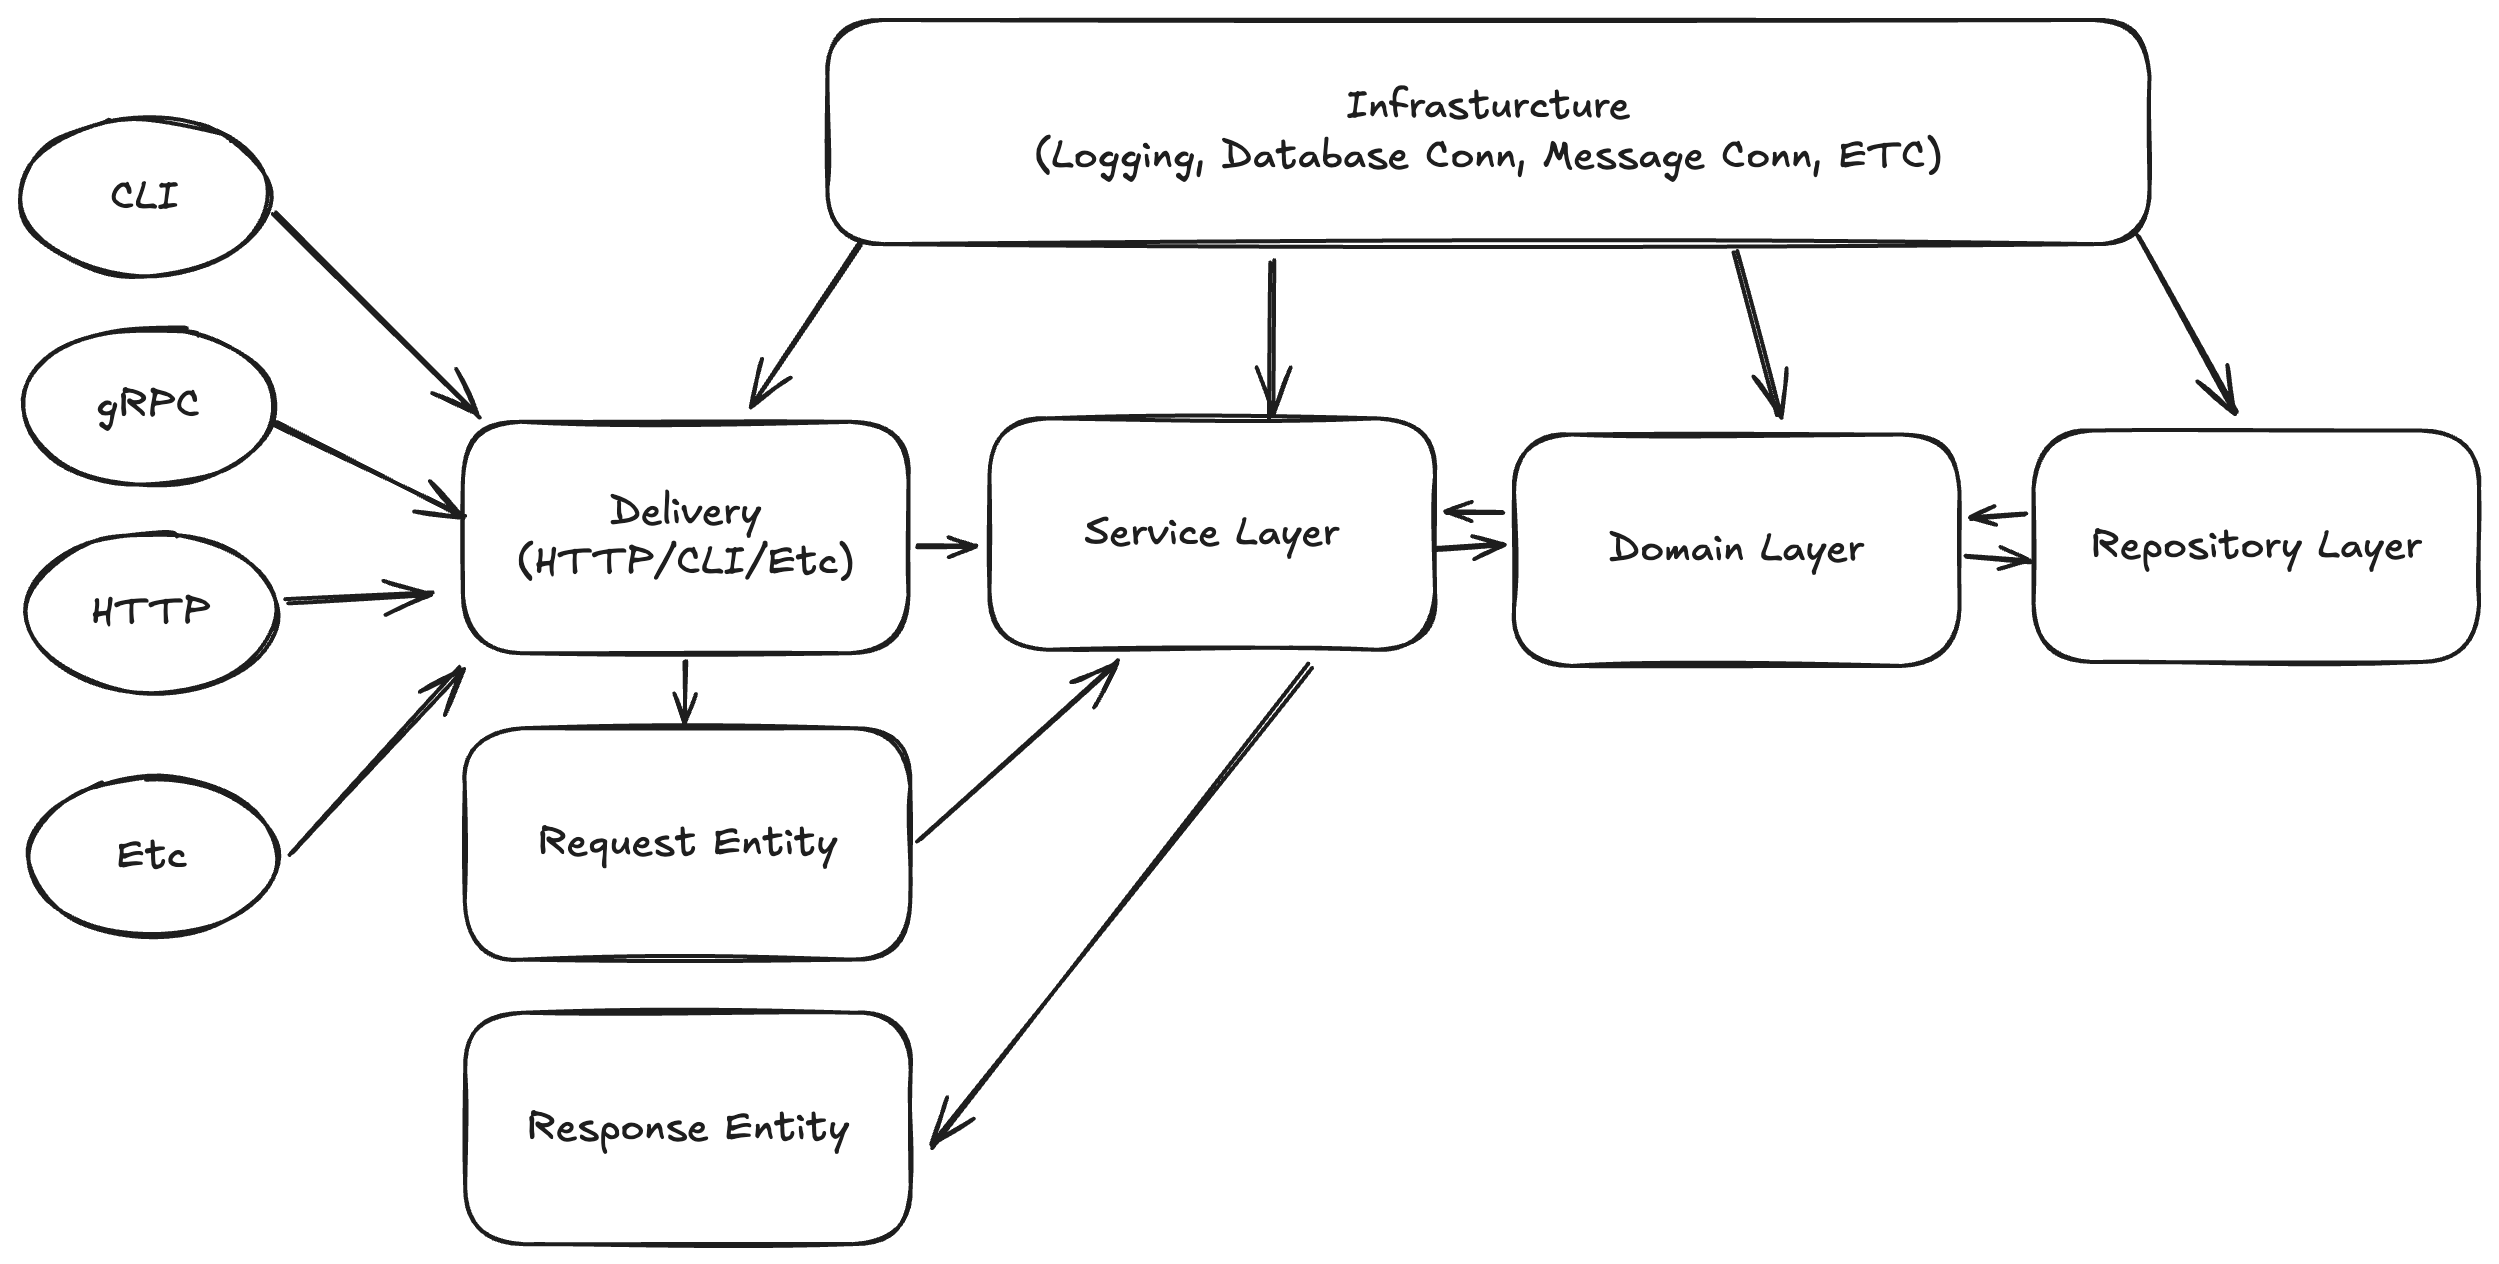 Infrasturcture
(Logging, Database Conn, Message Conn, ETC)
CLI
gRPC
HTTP
Etc
Delivery
(HTTP/CLI/Etc)
Service Layer
Domain Layer
Repository Layer
Request Entity
Response Entity